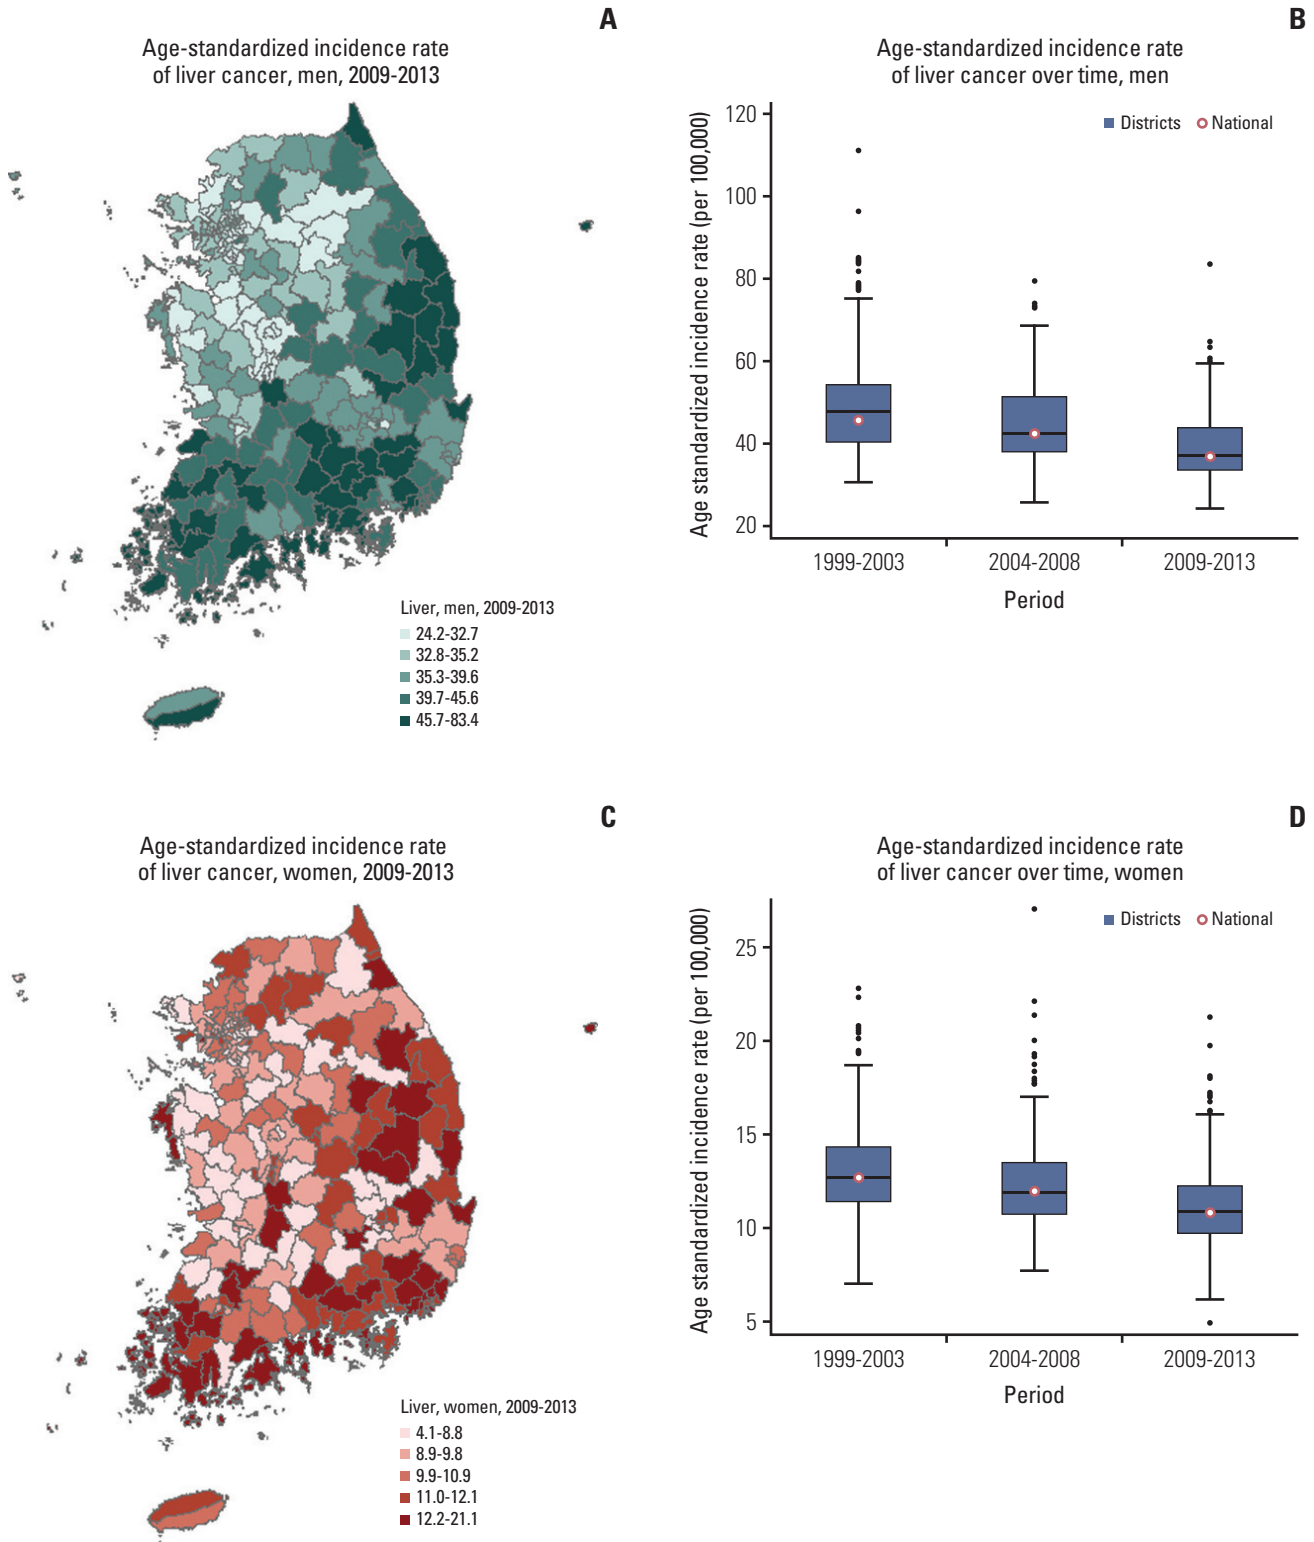 A
Age-standardized incidence rate
of liver cancer, men, 2009-2013
Liver, men, 2009-2013
24.2-32.7
32.8-35.2
35.3-39.6
39.7-45.6
45.7-83.4
B
Age-standardized incidence rate
of liver cancer over time, men
Districts National
Age standardized incidence rate (per 100,000)
120
100
80
60
40
20
1999-2003 2004-2008 2009-2013
Period
C
Age-standardized incidence rate
of liver cancer, women, 2009-2013
Liver, women, 2009-2013
4.1-8.8
8.9-9.8
9.9-10.9
11.0-12.1
12.2-21.1
D
Age-standardized incidence rate
of liver cancer over time, women
Districts National
Age standardized incidence rate (per 100,000)
25
20
15
10
5
1999-2003 2004-2008 2009-2013
Period